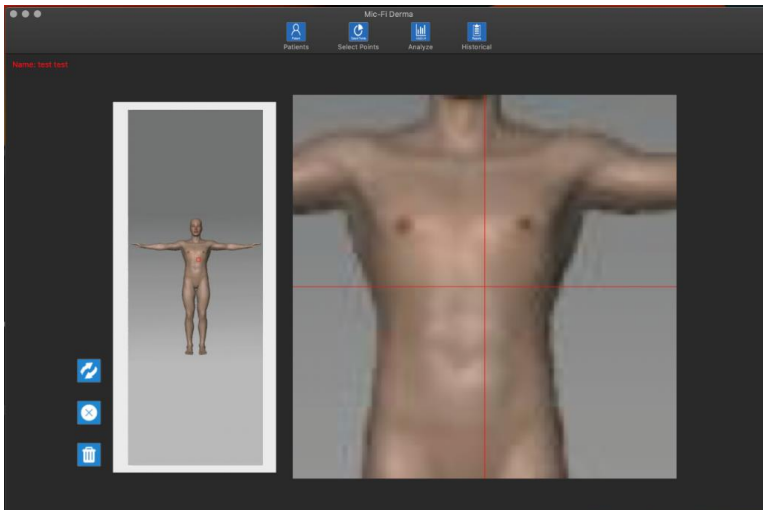 Mic-Fi Derma
Patients
Select Points
Analyze
Historical
Name: test test